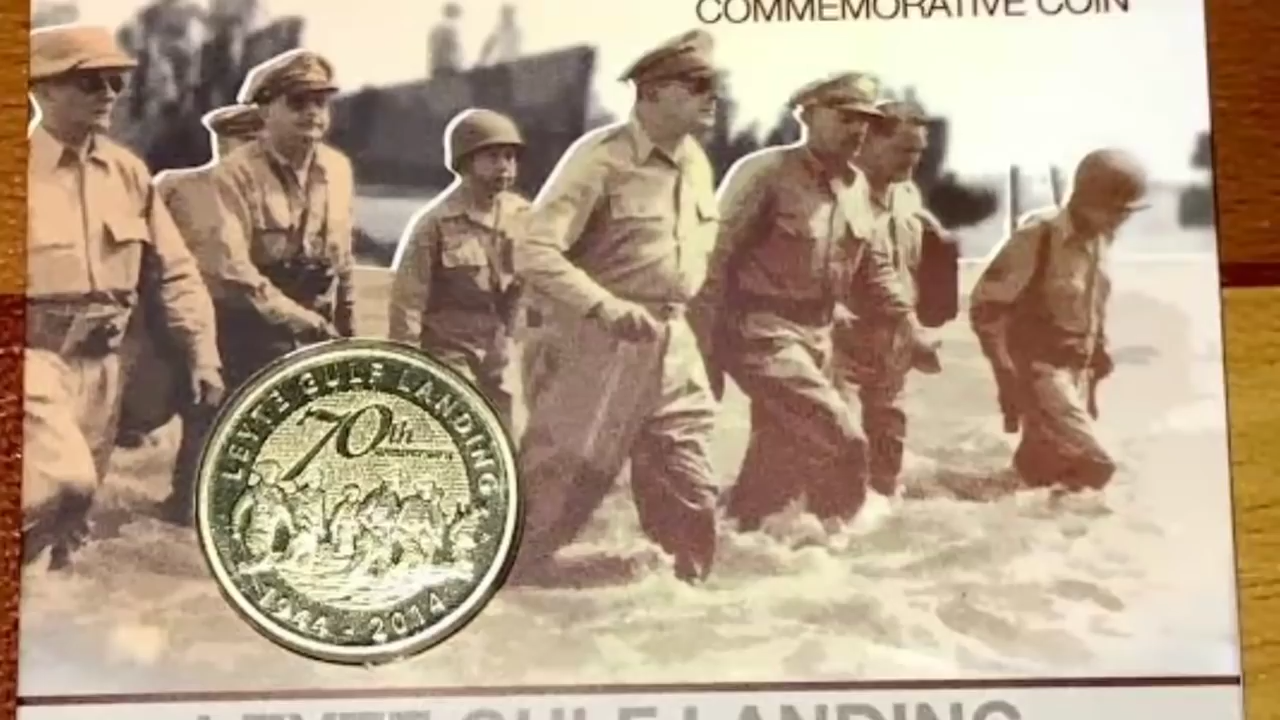 COMMEMORATIVE COIN
LEYTE GULF LANDING
70th
anniversary
1944 - 2014
LEYTE GULF LANDING